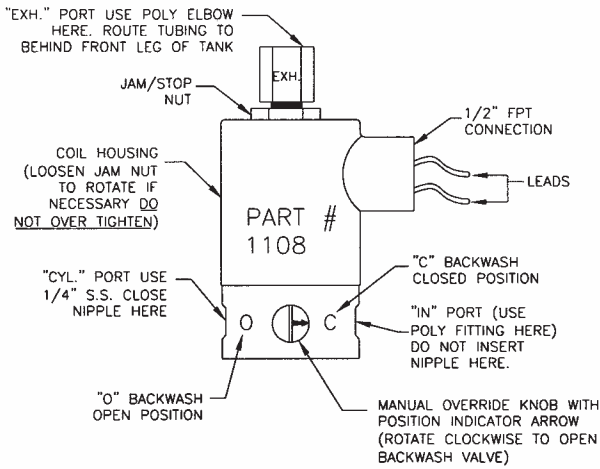 "EXH." PORT USE POLY ELBOW
HERE. ROUTE TUBING TO
BEHIND FRONT LEG OF TANK
EXH.
JAM/STOP
NUT
1/2" FPT
CONNECTION
COIL HOUSING
(LOOSEN JAM NUT
TO ROTATE IF
NECESSARY DO
NOT OVER TIGHTEN)
LEADS
PART #
1108
"C" BACKWASH
CLOSED POSITION
"CYL." PORT USE
1/4" S.S. CLOSE
NIPPLE HERE
O
C
"IN" PORT (USE
POLY FITTING HERE)
DO NOT INSERT
NIPPLE HERE.
"O" BACKWASH
OPEN POSITION
MANUAL OVERRIDE KNOB WITH
POSITION INDICATOR ARROW
(ROTATE CLOCKWISE TO OPEN
BACKWASH VALVE)